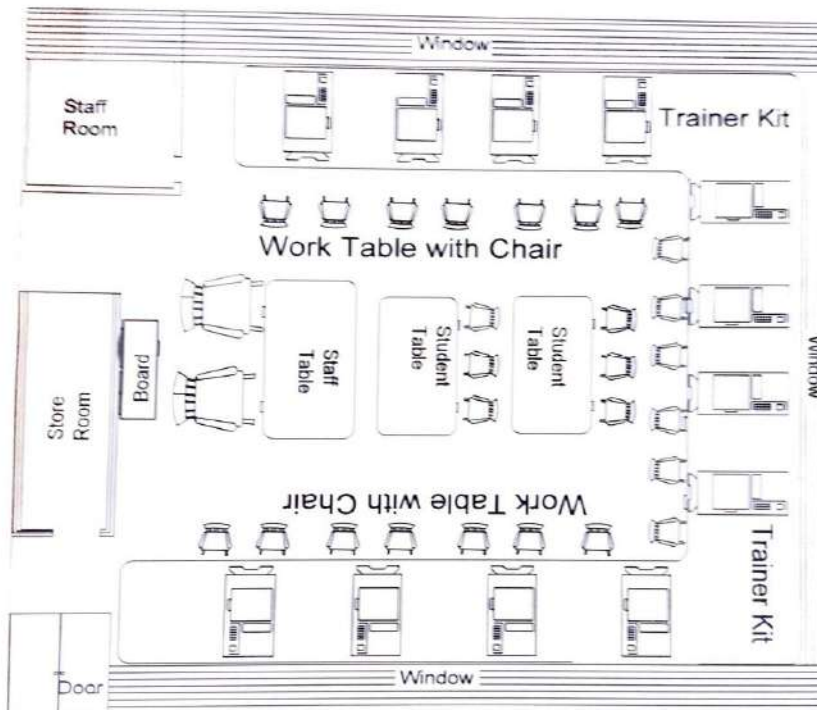 Window
Staff
Room
Trainer Kit
Work Table with Chair
Window
Store
Room
Board
Staff
Table
Student
Table
Student
Table
Work Table with Chair
Trainer Kit
Window
Door